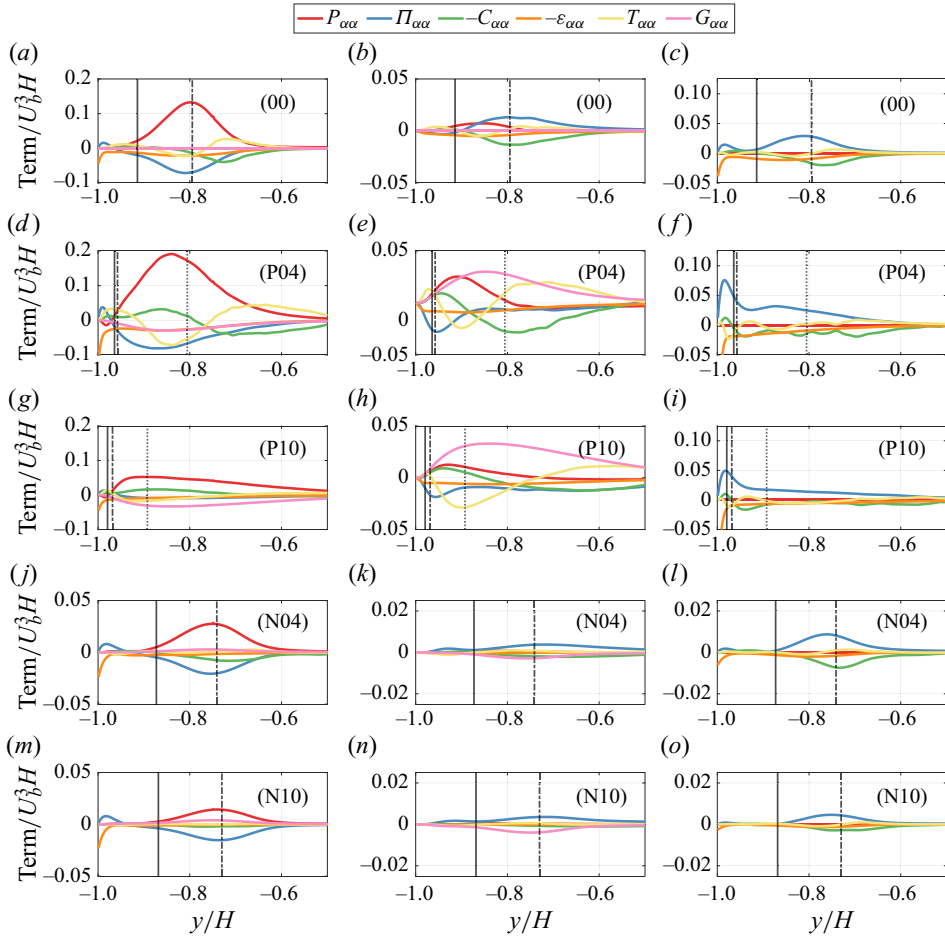 P_αα Π_αα –C_αα –ε_αα T_αα G_αα
(a) (b) (c)
Term/U_b^3H 0.2 0.1 0 –0.1 (00) –1.0 –0.8 –0.6
0.05 0 –0.05 (00) –1.0 –0.8 –0.6
0.10 0.05 0 –0.05 (00) –1.0 –0.8 –0.6
(d) (e) (f)
Term/U_b^3H 0.2 0.1 0 –0.1 (P04) –1.0 –0.8 –0.6
0.05 0 –0.05 (P04) –1.0 –0.8 –0.6
0.10 0.05 0 –0.05 (P04) –1.0 –0.8 –0.6
(g) (h) (i)
Term/U_b^3H 0.2 0.1 0 –0.1 (P10) –1.0 –0.8 –0.6
0.05 0 –0.05 (P10) –1.0 –0.8 –0.6
0.10 0.05 0 –0.05 (P10) –1.0 –0.8 –0.6
(j) (k) (l)
Term/U_b^3H 0.05 0 –0.05 (N04) –1.0 –0.8 –0.6
0.02 0 –0.02 (N04) –1.0 –0.8 –0.6
0.02 0 –0.02 (N04) –1.0 –0.8 –0.6
(m) (n) (o)
Term/U_b^3H 0.05 0 –0.05 (N10) –1.0 –0.8 –0.6
0.02 0 –0.02 (N10) –1.0 –0.8 –0.6
0.02 0 –0.02 (N10) –1.0 –0.8 –0.6
y/H y/H y/H